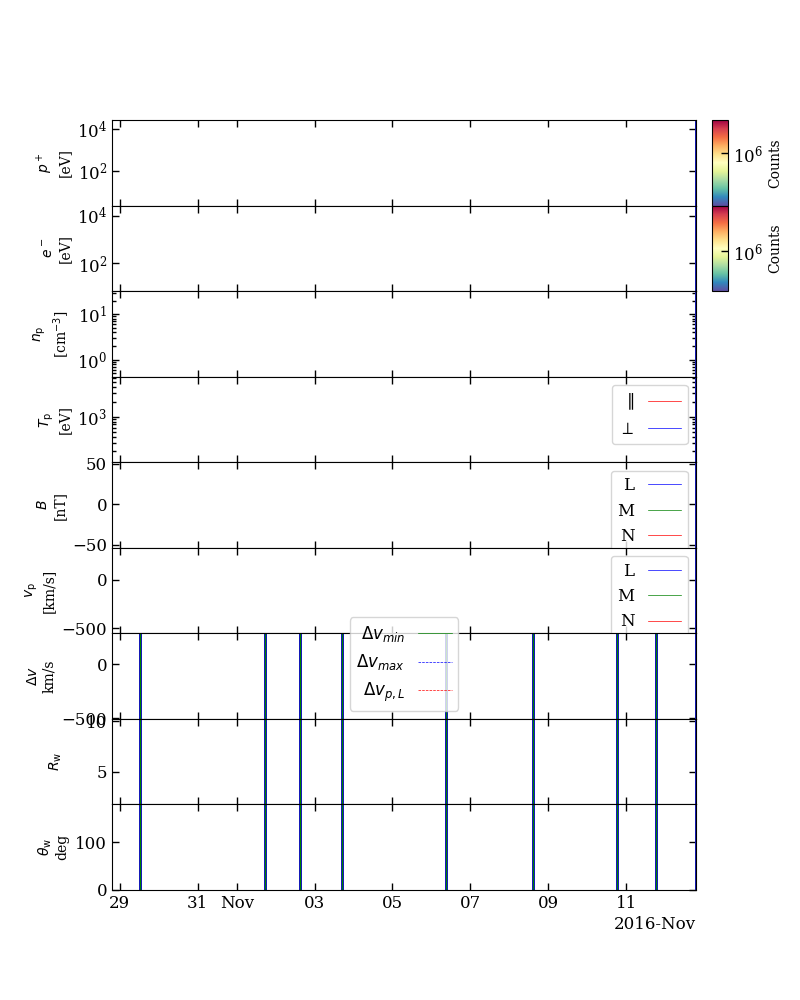 10^4
10^2
p^+
[eV]
10^6
Counts
10^4
10^2
e^-
[eV]
10^6
Counts
10^1
10^0
n_p
[cm^-3]
10^3
T_p
[eV]
∥
⊥
50
0
−50
B
[nT]
L
M
N
0
−500
v_p
[km/s]
L
M
N
0
−500
Δv
km/s
Δv_min
Δv_max
Δv_p,L
10
5
R_w
100
0
θ_w
deg
29 31 Nov 03 05 07 09 11
2016-Nov